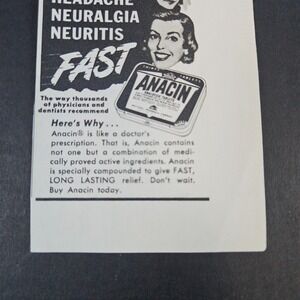 HEADACHE
NEURALGIA
NEURITIS
FAST
ANACIN
The way thousands
of physicians and
dentists recommend
Here's Why...
Anacin® is like a doctor's
prescription. That is, Anacin contains
not one but a combination of medi-
cally proved active ingredients. Anacin
is specially compounded to give FAST,
LONG LASTING relief. Don't wait.
Buy Anacin today.